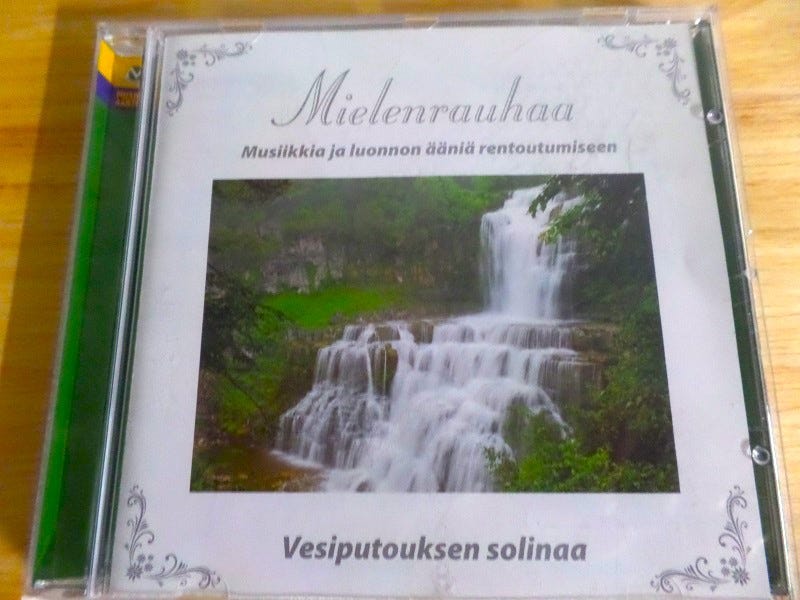 Mielenrauhaa
Musiikkia ja luonnon ääniä rentoutumiseen
Vesiputouksen solinaa